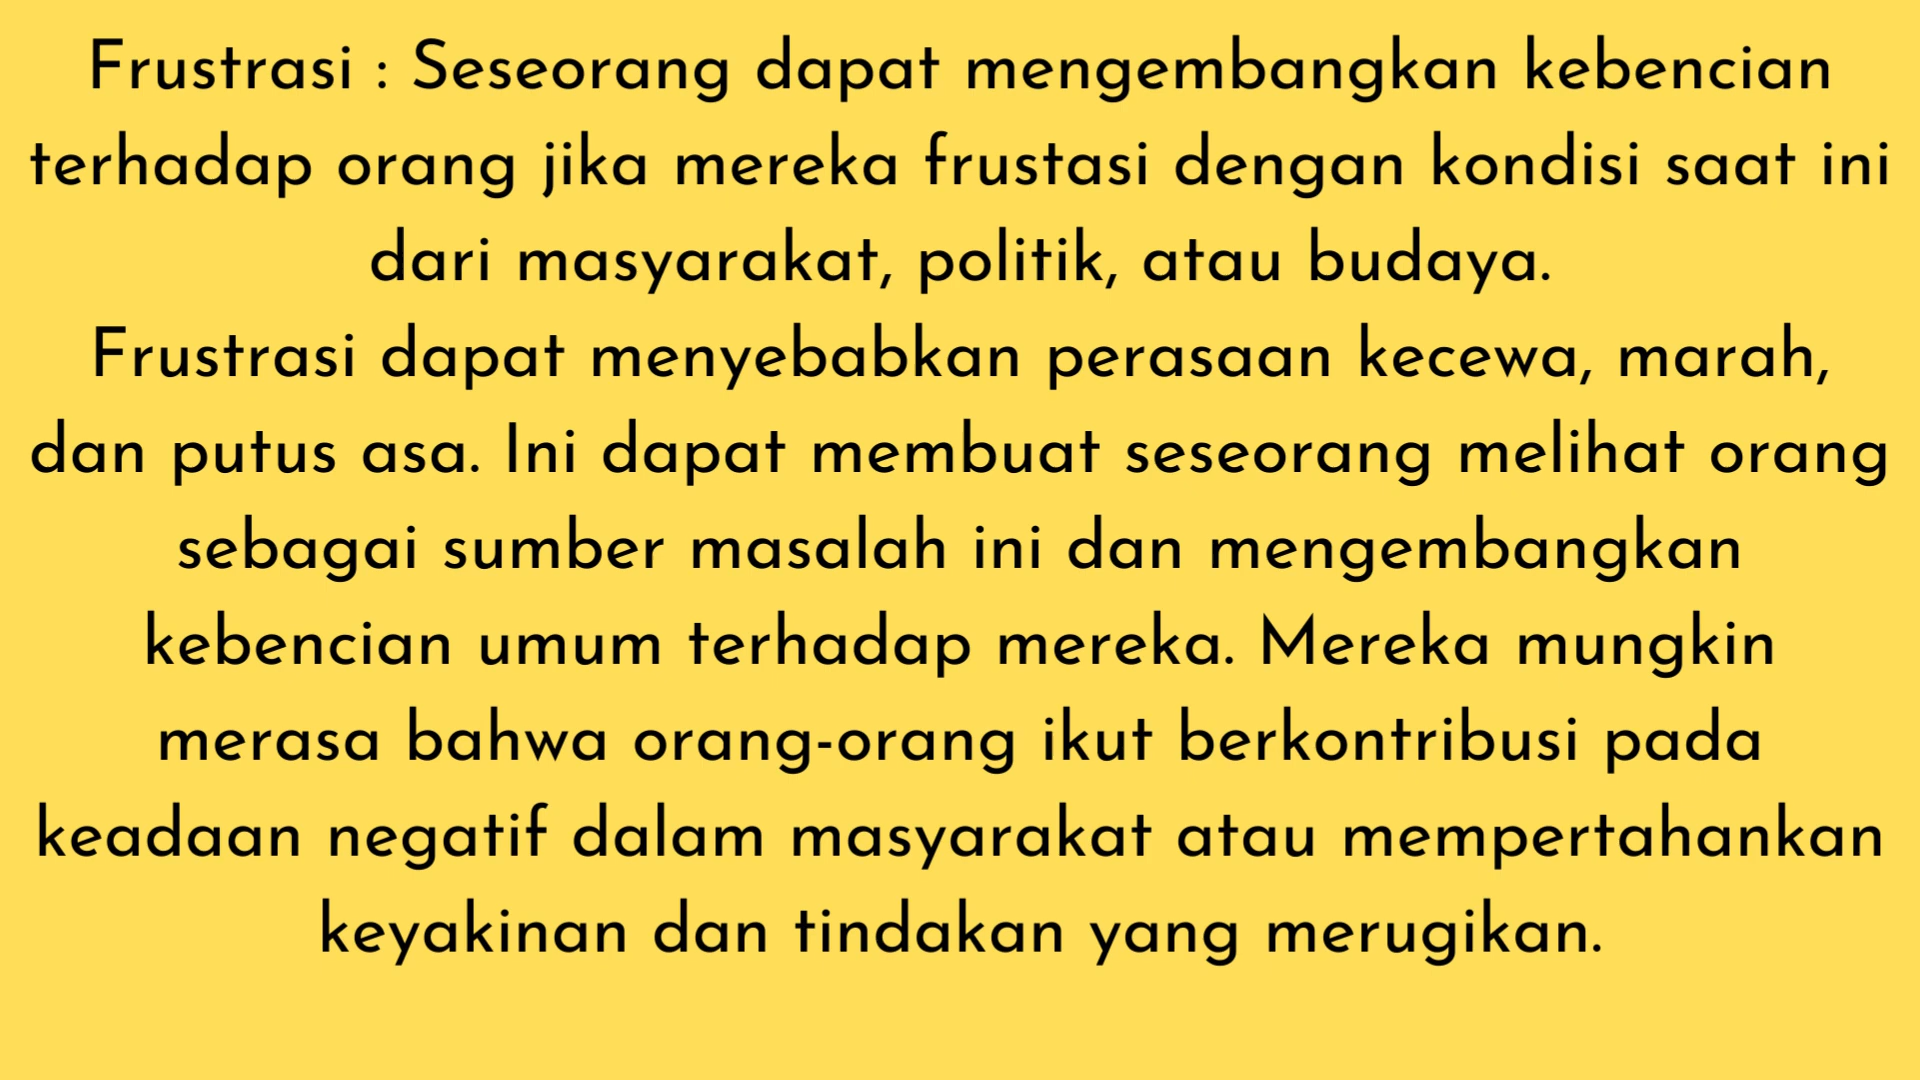 Frustrasi : Seseorang dapat mengembangkan kebencian
terhadap orang jika mereka frustasi dengan kondisi saat ini
dari masyarakat, politik, atau budaya.
Frustrasi dapat menyebabkan perasaan kecewa, marah,
dan putus asa. Ini dapat membuat seseorang melihat orang
sebagai sumber masalah ini dan mengembangkan
kebencian umum terhadap mereka. Mereka mungkin
merasa bahwa orang-orang ikut berkontribusi pada
keadaan negatif dalam masyarakat atau mempertahankan
keyakinan dan tindakan yang merugikan.